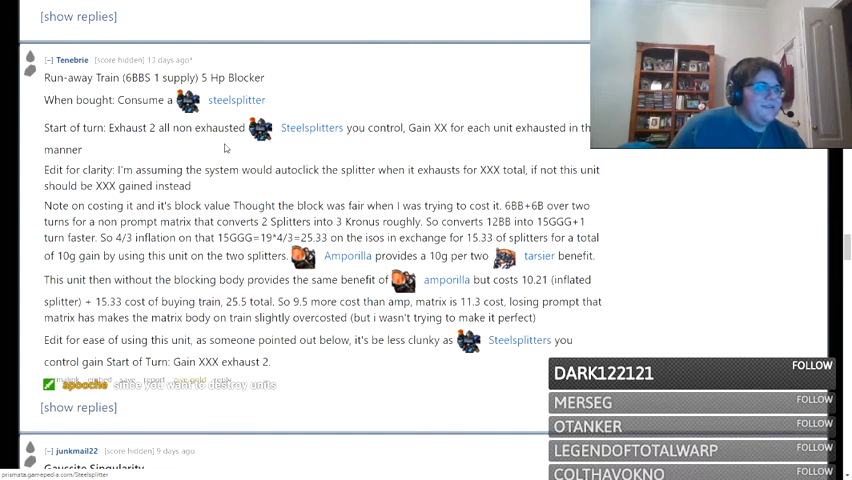 [show replies]
[–] Tenebrie [score hidden] 13 days ago*
Run-away Train (6BBS 1 supply) 5 Hp Blocker
When bought: Consume a steelsplitter
Start of turn: Exhaust 2 all non exhausted Steelsplitters you control, Gain XX for each unit exhausted in
manner
Edit for clarity: I'm assuming the system would autoclick the splitter when it exhausts for XXX total, if not this unit
should be XXX gained instead
Note on costing it and it's block value Thought the block was fair when I was trying to cost it. 6BB+6B over two
turns for a non prompt matrix that converts 2 Splitters into 3 Kronus roughly. So converts 12BB into 15GGG+1
turn faster. So 4/3 inflation on that 15GGG=19*4/3=25.33 on the isos in exchange for 15.33 of splitters for a total
of 10g gain by using this unit on the two splitters. Amporilla provides a 10g per two tarsier benefit.
This unit then without the blocking body provides the same benefit of amporilla but costs 10.21 (inflated
splitter) + 15.33 cost of buying train, 25.5 total. So 9.5 more cost than amp, matrix is 11.3 cost, losing prompt that
matrix has makes the matrix body on train slightly overcosted (but i wasn't trying to make it perfect)
Edit for ease of using this unit, as someone pointed out below, it's be less clunky as Steelsplitters you
control gain Start of Turn: Gain XXX exhaust 2.
apooche since you want to destroy units
[show replies]
[–] junkmail22 [score hidden] 9 days ago
Gaussite Singularity
prismata.gamepedia.com/Steelsplitter
DARK122121 FOLLOW
MERSEG FOLLOW
OTANKER FOLLOW
LEGENDOFTOTALWARP FOLLOW
COLTHAVOKNO FOLLOW